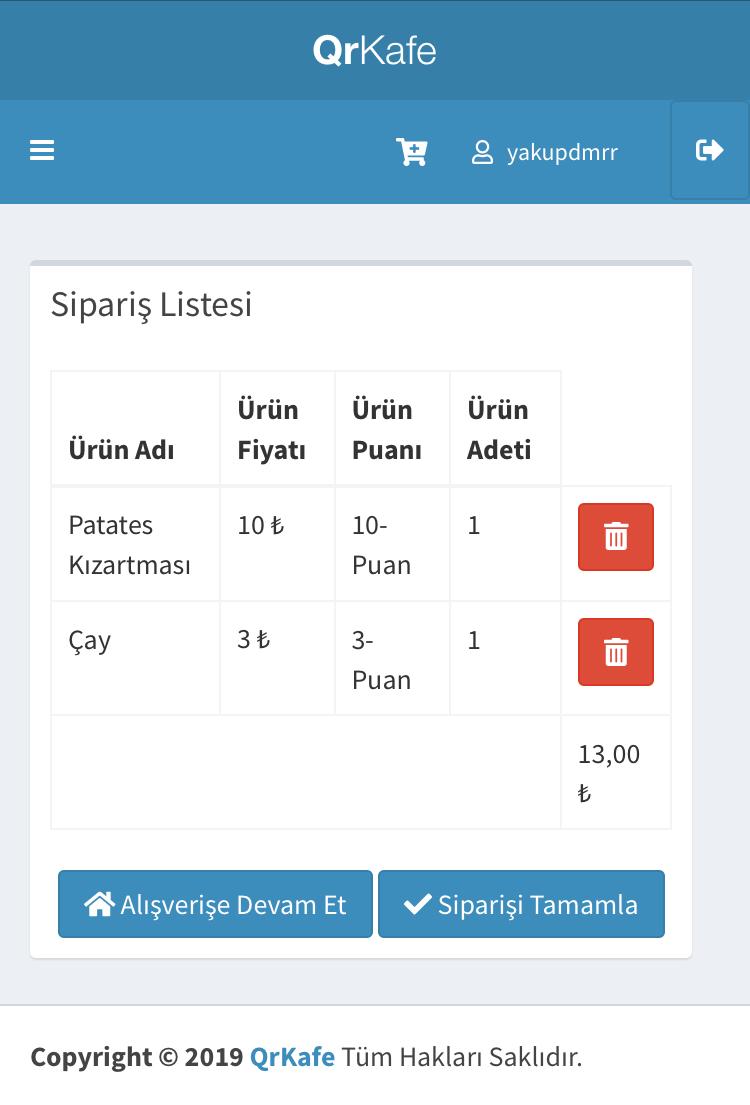 QrKafe
yakupdmrr
Sipariş Listesi
Ürün Adı
Ürün
Fiyatı
Ürün
Puanı
Ürün
Adeti
Patates
Kızartması
10 ₺
10-
Puan
1
Çay
3 ₺
3-
Puan
1
13,00
₺
Alışverişe Devam Et
Siparişi Tamamla
Copyright © 2019 QrKafe Tüm Hakları Saklıdır.